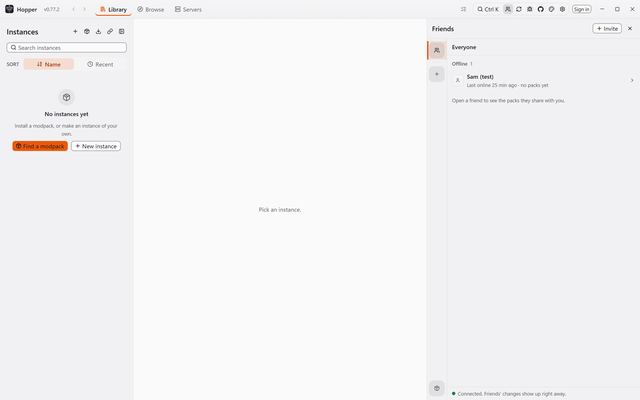 Hopper v0.77.2 Library Browse Servers Ctrl K Sign in
Instances
Search instances
SORT Name Recent
No instances yet
Install a modpack, or make an instance of your
own.
Find a modpack New instance
Pick an instance.
Friends Invite
Everyone
Offline 1
Sam (test)
Last online 25 min ago · no packs yet
Open a friend to see the packs they share with you.
Connected. Friends' changes show up right away.